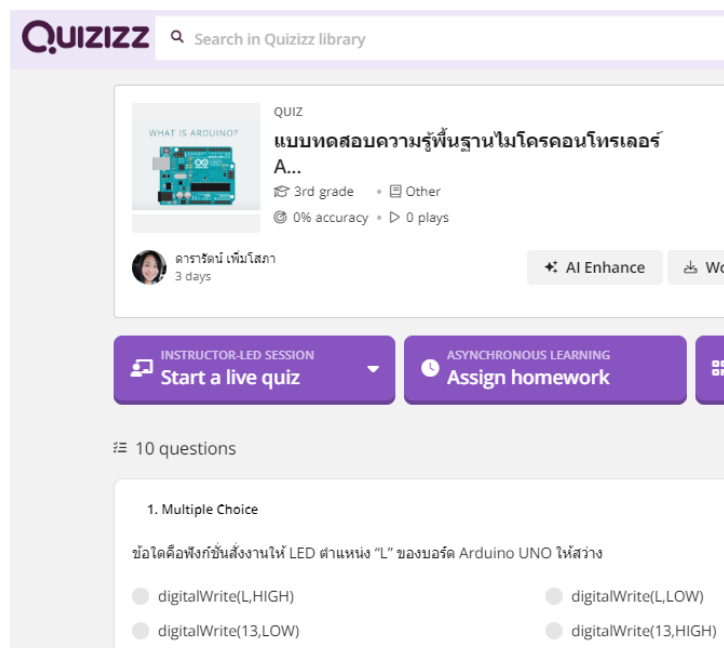 QUIZIZZ
Search in Quizizz library
WHAT IS ARDUINO?
QUIZ
แบบทดสอบความรู้พื้นฐานไมโครคอนโทรเลอร์
A...
3rd grade • Other
0% accuracy • 0 plays
ดารารัตน์ เพิ่มโสภา
3 days
AI Enhance
INSTRUCTOR-LED SESSION
Start a live quiz
ASYNCHRONOUS LEARNING
Assign homework
10 questions
1. Multiple Choice
ข้อใดคือฟังก์ชั่นสั่งงานให้ LED ตำแหน่ง “L” ของบอร์ด Arduino UNO ให้สว่าง
digitalWrite(L,HIGH)
digitalWrite(L,LOW)
digitalWrite(13,LOW)
digitalWrite(13,HIGH)